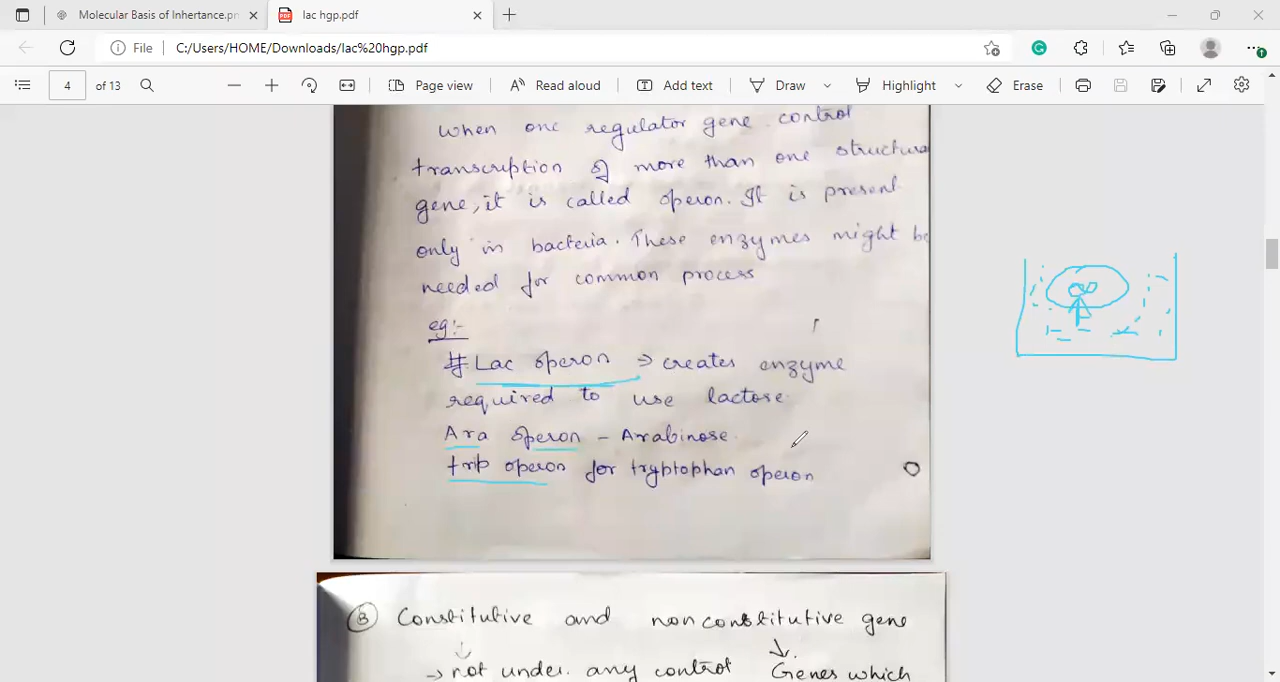 Molecular Basis of Inhertance.pr
lac hgp.pdf
File
C:/Users/HOME/Downloads/lac%20hgp.pdf
4 of 13
Page view
Read aloud
Add text
Draw
Highlight
Erase
When one regulator gene control
transcription of more than one structura
gene, it is called operon. It is present
only in bacteria. These enzymes might be
needed for common process
eg:-
# Lac operon → creates enzyme
required to use lactose
Ara operon - Arabinose
trp operon for tryptophan operon
B Constitutive and nonconstitutive gene
→ not under any control Genes which